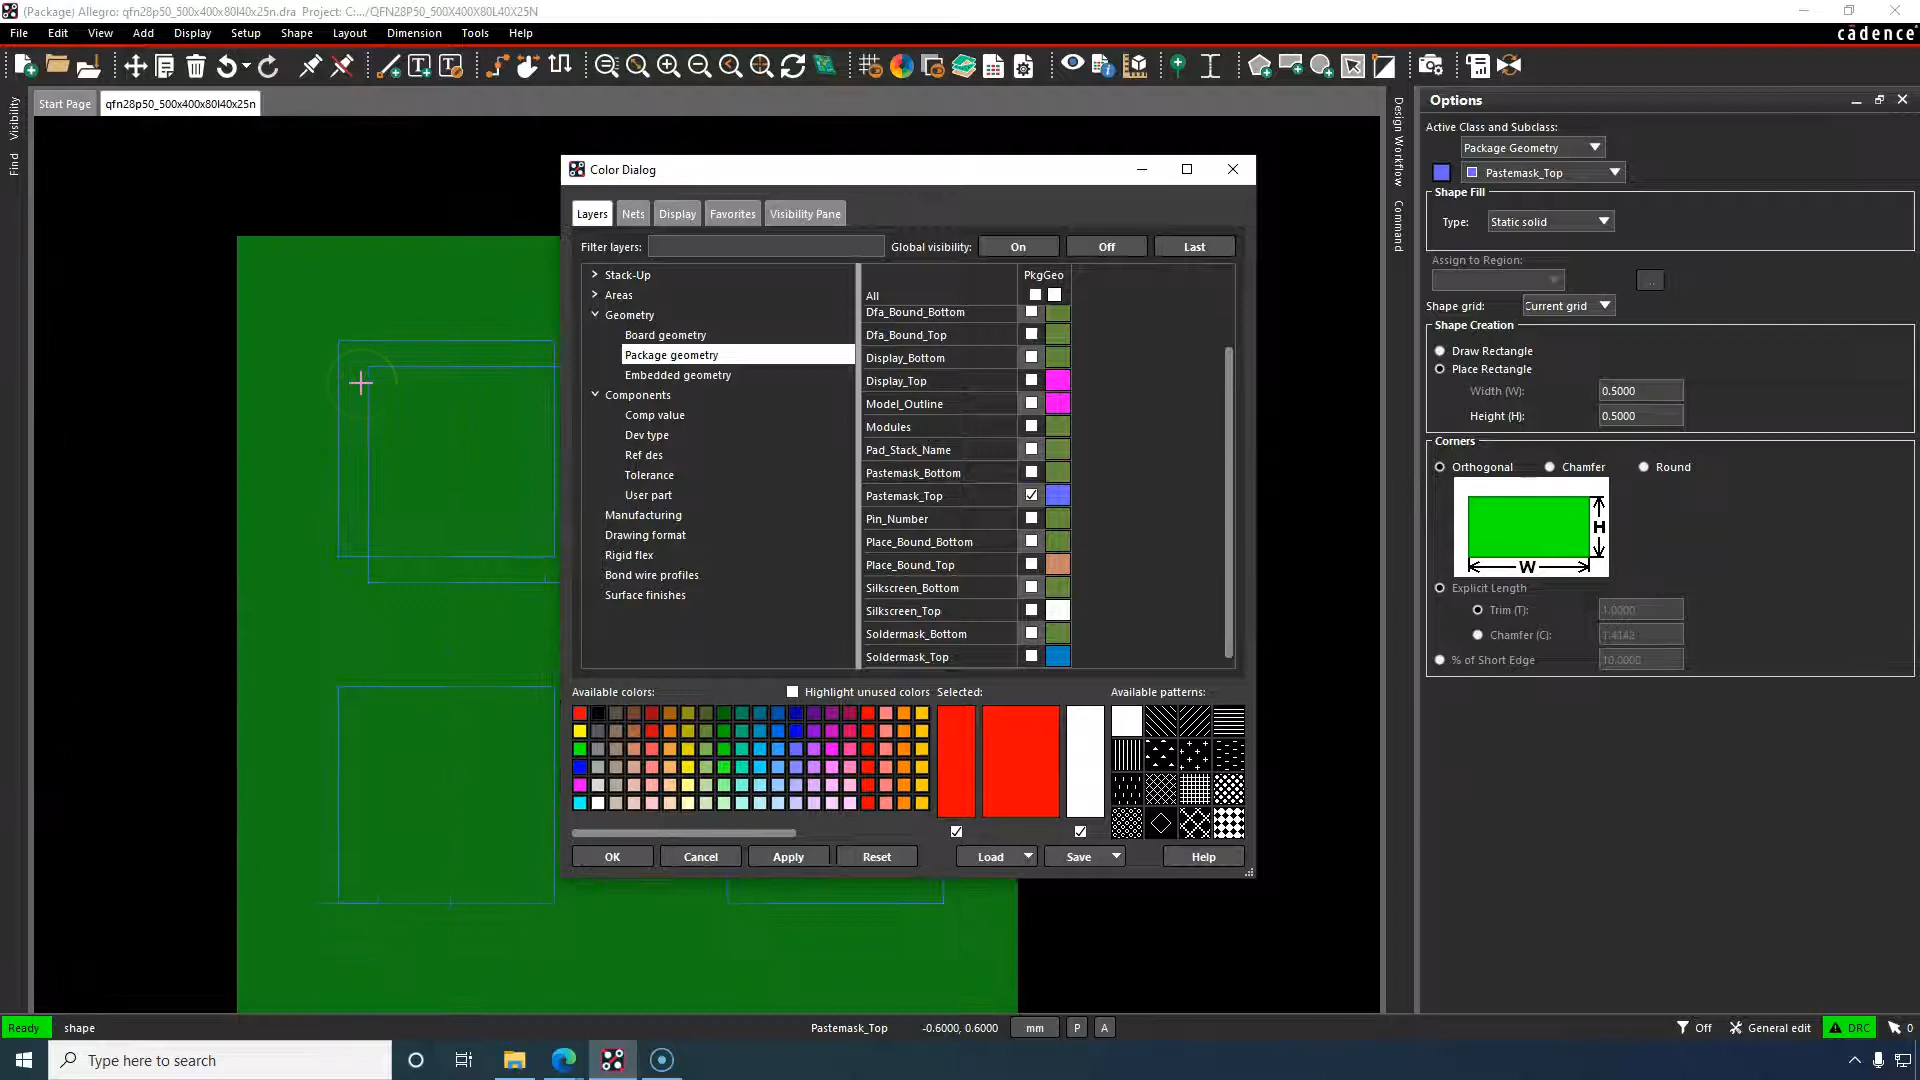 (Package) Allegro: qfn28p50_500x400x80l40x25n.dra Project: C:.../QFN28P50_500X400X80L40X25N
File Edit View Add Display Setup Shape Layout Dimension Tools Help
cādence
Start Page qfn28p50_500x400x80l40x25n
Visibility
Find
Design Workflow
Command
Color Dialog
Layers Nets Display Favorites Visibility Pane
Filter layers: Global visibility: On Off Last
Stack-Up
Areas
Geometry
Board geometry
Package geometry
Embedded geometry
Components
Comp value
Dev type
Ref des
Tolerance
User part
Manufacturing
Drawing format
Rigid flex
Bond wire profiles
Surface finishes
PkgGeo
All
Dfa_Bound_Bottom
Dfa_Bound_Top
Display_Bottom
Display_Top
Model_Outline
Modules
Pad_Stack_Name
Pastemask_Bottom
Pastemask_Top
Pin_Number
Place_Bound_Bottom
Place_Bound_Top
Silkscreen_Bottom
Silkscreen_Top
Soldermask_Bottom
Soldermask_Top
Available colors: Highlight unused colors Selected: Available patterns:
OK Cancel Apply Reset Load Save Help
Options
Active Class and Subclass:
Package Geometry
Pastemask_Top
Shape Fill
Type: Static solid
Assign to Region:
...
Shape grid: Current grid
Shape Creation
Draw Rectangle
Place Rectangle
Width (W): 0.5000
Height (H): 0.5000
Corners
Orthogonal Chamfer Round
H
W
Explicit Length
Trim (T): 1.0000
Chamfer (C): 1.4142
% of Short Edge 10.0000
Ready shape Pastemask_Top -0.6000, 0.6000 mm P A Off General edit DRC 0
Type here to search